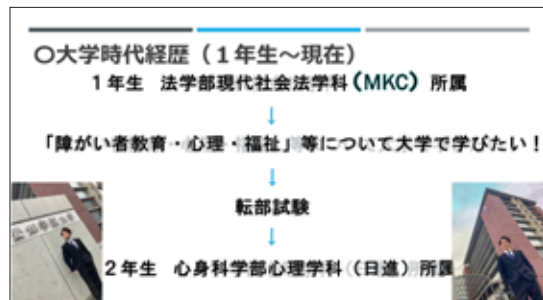 〇大学時代経歴（１年生～現在）
１年生　法学部現代社会法学科（MKC）所属
↓
「障がい者教育・心理・福祉」等について大学で学びたい！
↓
転部試験
↓
２年生　心身科学部心理学科（（日進）所属